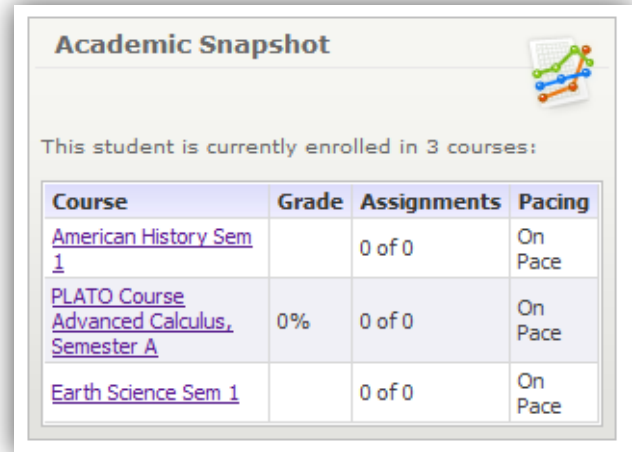 Academic Snapshot
This student is currently enrolled in 3 courses:
Course Grade Assignments Pacing
American History Sem 1 0 of 0 On Pace
PLATO Course Advanced Calculus, Semester A 0% 0 of 0 On Pace
Earth Science Sem 1 0 of 0 On Pace